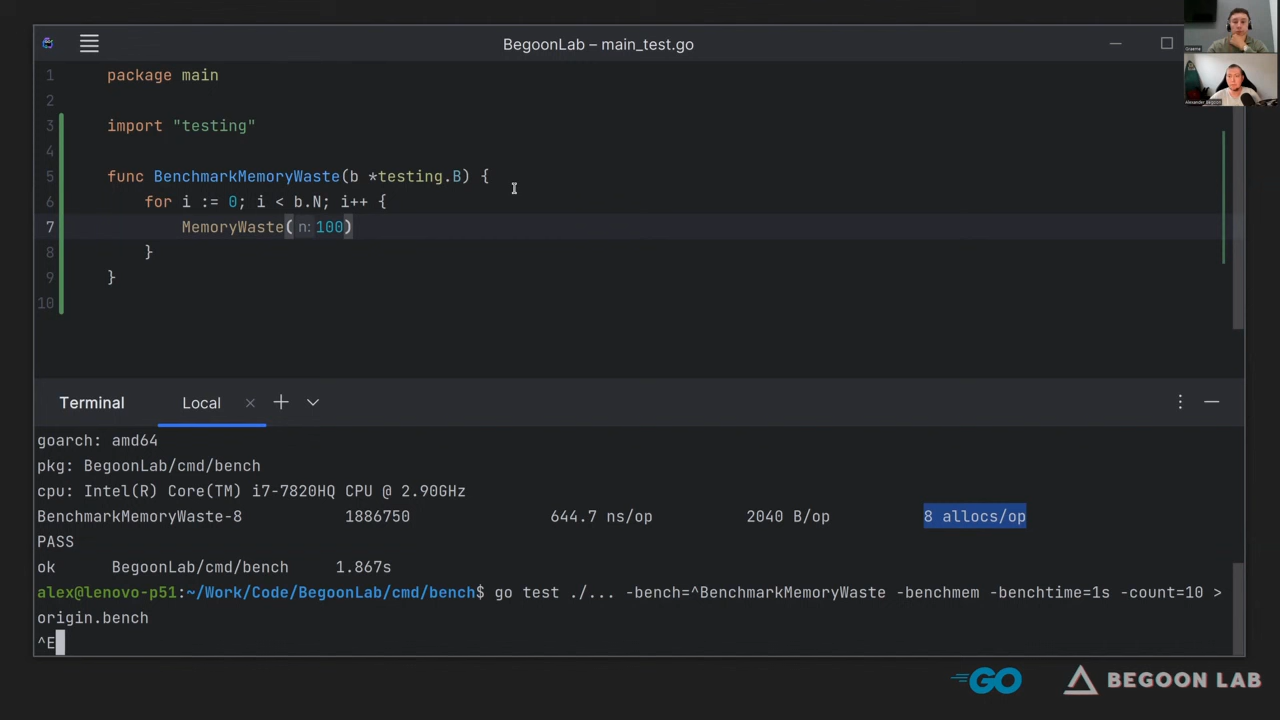 BegoonLab – main_test.go
1 package main
2
3 import "testing"
4
5 func BenchmarkMemoryWaste(b *testing.B) {
6 for i := 0; i < b.N; i++ {
7 MemoryWaste( n: 100)
8 }
9 }
10
Graeme
Alexander Begoon
Terminal Local
goarch: amd64
pkg: BegoonLab/cmd/bench
cpu: Intel(R) Core(TM) i7-7820HQ CPU @ 2.90GHz
BenchmarkMemoryWaste-8 1886750 644.7 ns/op 2040 B/op 8 allocs/op
PASS
ok BegoonLab/cmd/bench 1.867s
alex@lenovo-p51:~/Work/Code/BegoonLab/cmd/bench$ go test ./... -bench=^BenchmarkMemoryWaste -benchmem -benchtime=1s -count=10 >
origin.bench
^E
GO BEGOON LAB